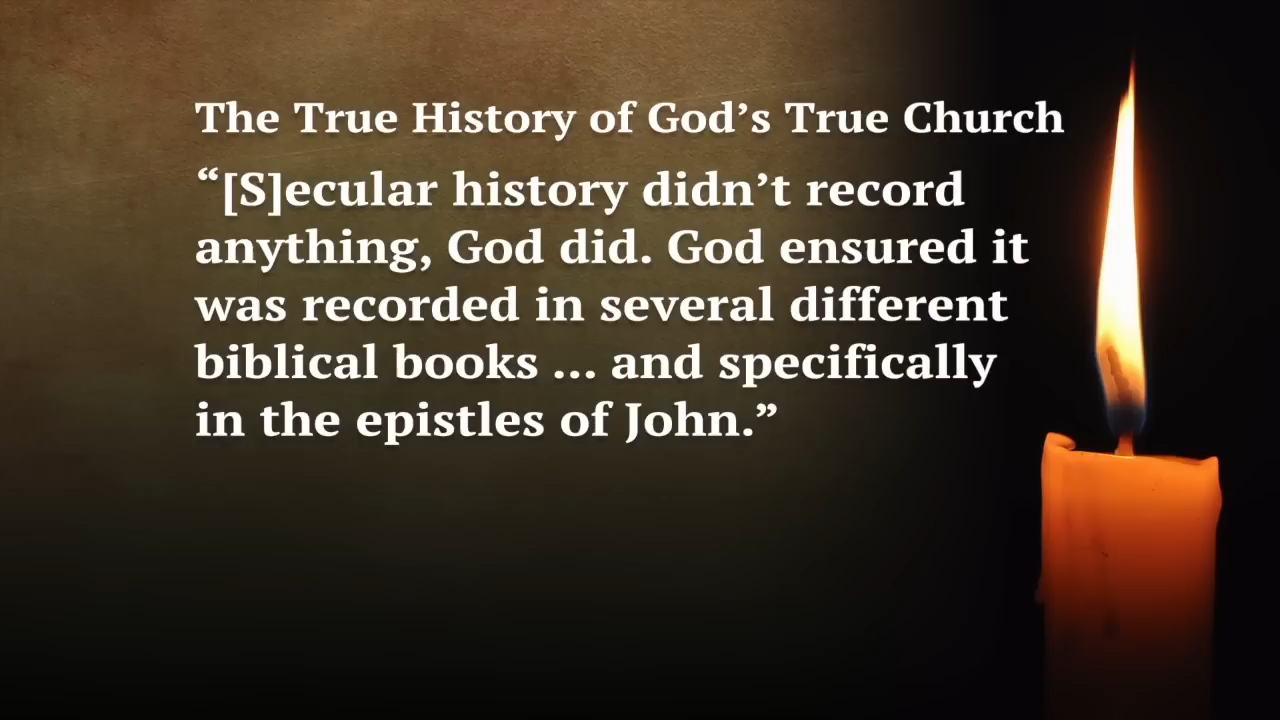 The True History of God’s True Church
“[S]ecular history didn’t record
anything, God did. God ensured it
was recorded in several different
biblical books ... and specifically
in the epistles of John.”